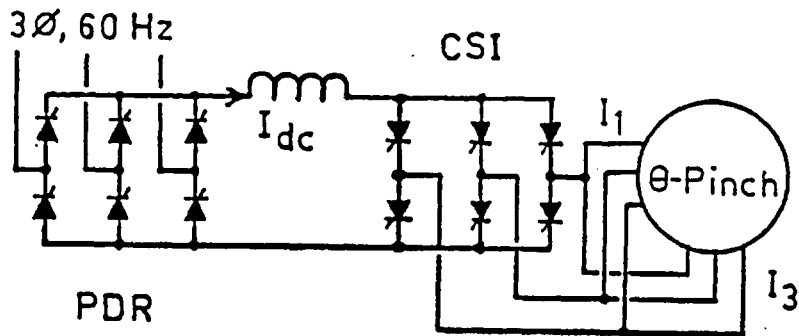 3Ø, 60 Hz
CSI
I_dc
I_1
θ-Pinch
I_3
PDR